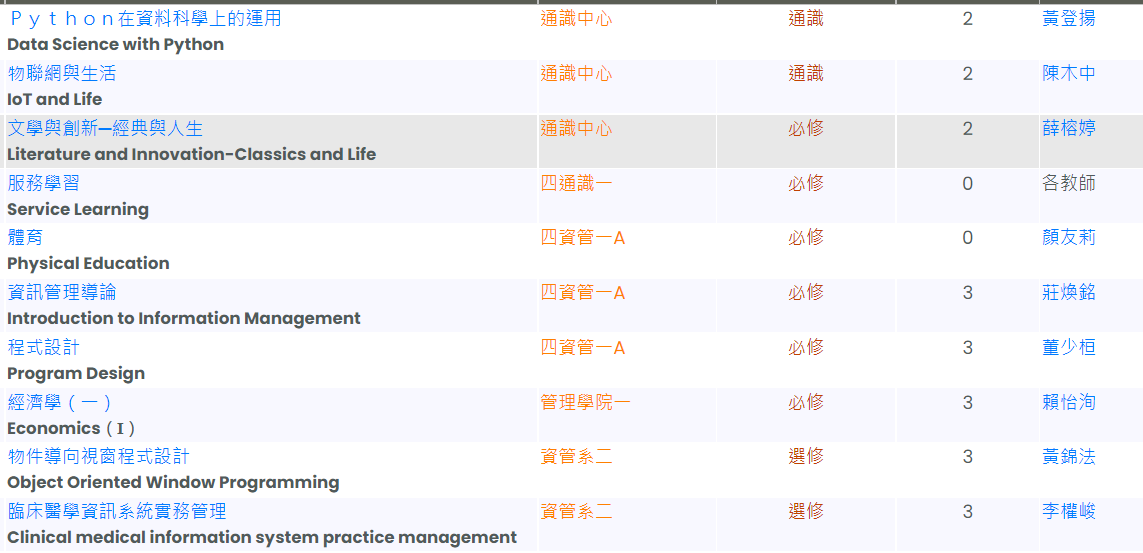 Ｐｙｔｈｏｎ在資料科學上的運用 通識中心 通識 2 黃登揚
Data Science with Python
物聯網與生活 通識中心 通識 2 陳木中
IoT and Life
文學與創新─經典與人生 通識中心 必修 2 薛榕婷
Literature and Innovation-Classics and Life
服務學習 四通識一 必修 0 各教師
Service Learning
體育 四資管一A 必修 0 顏友莉
Physical Education
資訊管理導論 四資管一A 必修 3 莊煥銘
Introduction to Information Management
程式設計 四資管一A 必修 3 董少桓
Program Design
經濟學（一） 管理學院一 必修 3 賴怡洵
Economics（I）
物件導向視窗程式設計 資管系二 選修 3 黃錦法
Object Oriented Window Programming
臨床醫學資訊系統實務管理 資管系二 選修 3 李權峻
Clinical medical information system practice management